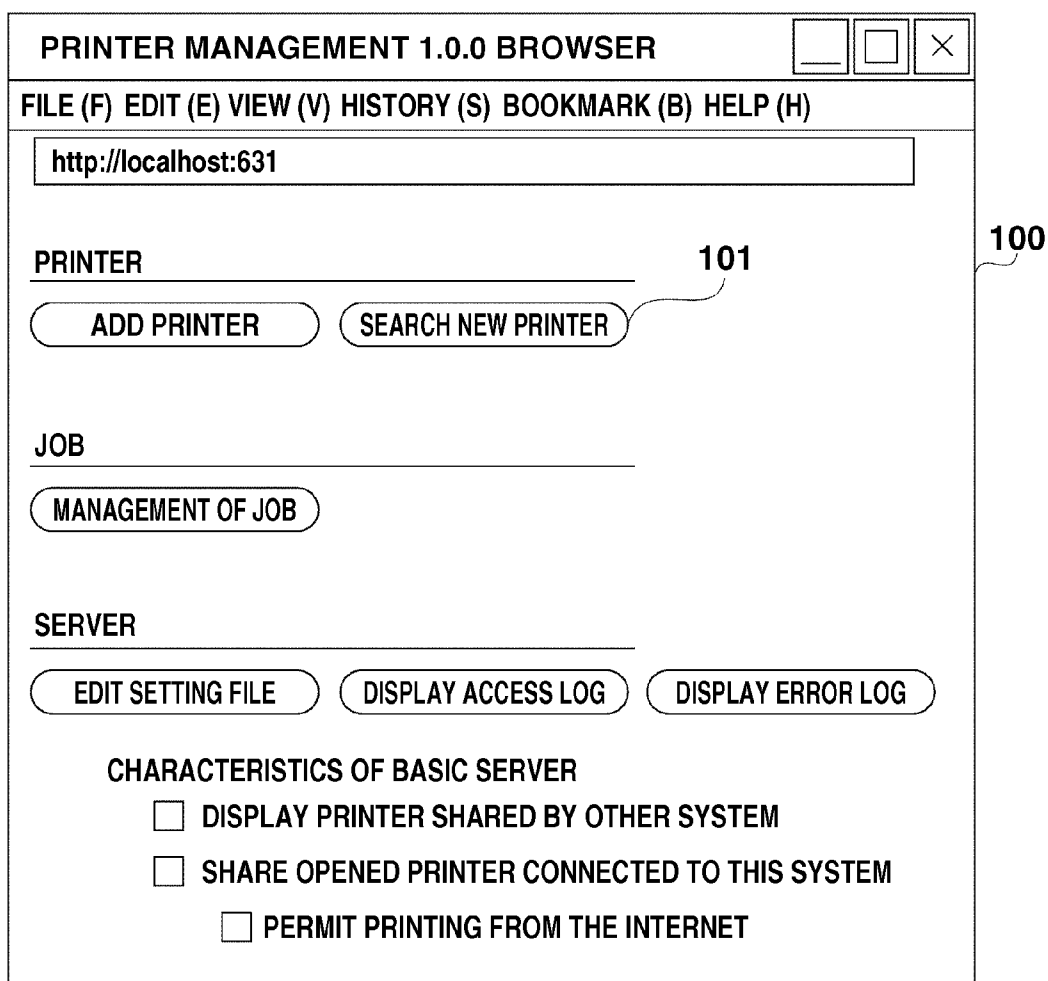 PRINTER MANAGEMENT 1.0.0 BROWSER
FILE (F) EDIT (E) VIEW (V) HISTORY (S) BOOKMARK (B) HELP (H)
http://localhost:631
100
PRINTER
101
ADD PRINTER SEARCH NEW PRINTER
JOB
MANAGEMENT OF JOB
SERVER
EDIT SETTING FILE DISPLAY ACCESS LOG DISPLAY ERROR LOG
CHARACTERISTICS OF BASIC SERVER
DISPLAY PRINTER SHARED BY OTHER SYSTEM
SHARE OPENED PRINTER CONNECTED TO THIS SYSTEM
PERMIT PRINTING FROM THE INTERNET